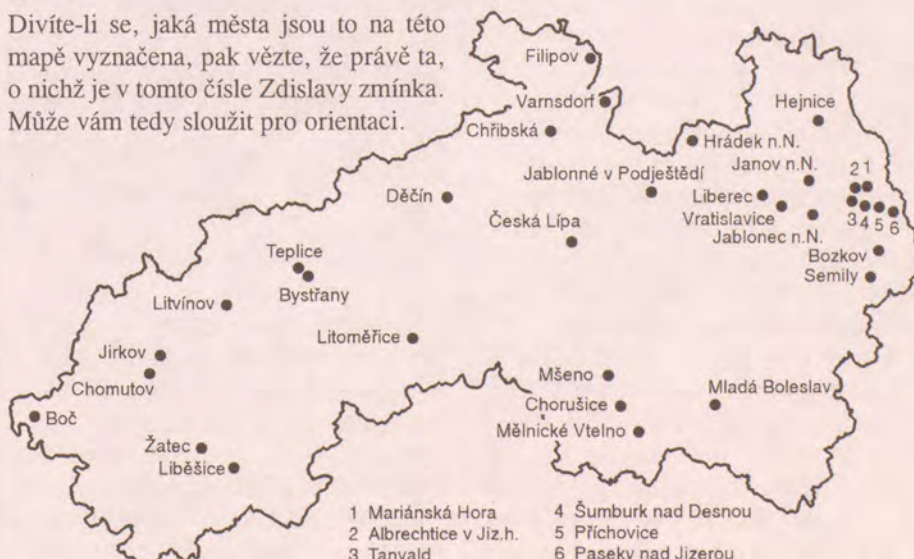 Divíte-li se, jaká města jsou to na této
mapě vyznačena, pak vězte, že právě ta,
o nichž je v tomto čísle Zdislavy zmínka.
Může vám tedy sloužit pro orientaci.
Filipov
Varnsdorf
Hejnice
Chřibská
Hrádek n.N.
Jablonné v Podještědí
Janov n.N.
2 1
Děčín
Liberec
Vratislavice
3 4 5 6
Česká Lípa
Jablonec n.N.
Teplice
Bozkov
Bystřany
Semily
Litvínov
Litoměřice
Jirkov
Chomutov
Mšeno
Mladá Boleslav
Boč
Chorušice
Mělnické Vtelno
Žatec
Liběšice
1 Mariánská Hora
2 Albrechtice v Jiz.h.
3 Tanvald
4 Šumburk nad Desnou
5 Příchovice
6 Paseky nad Jizerou